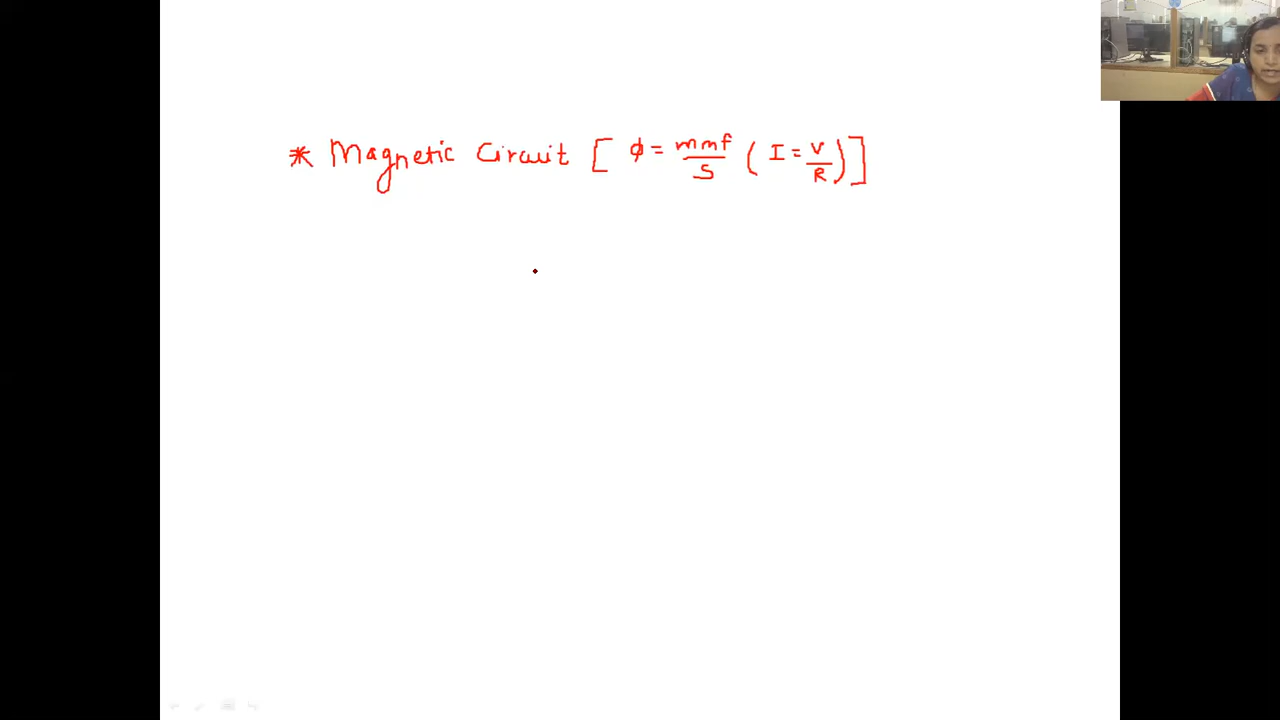 * Magnetic Circuit [ ϕ = mmf/S ( I = V/R ) ]